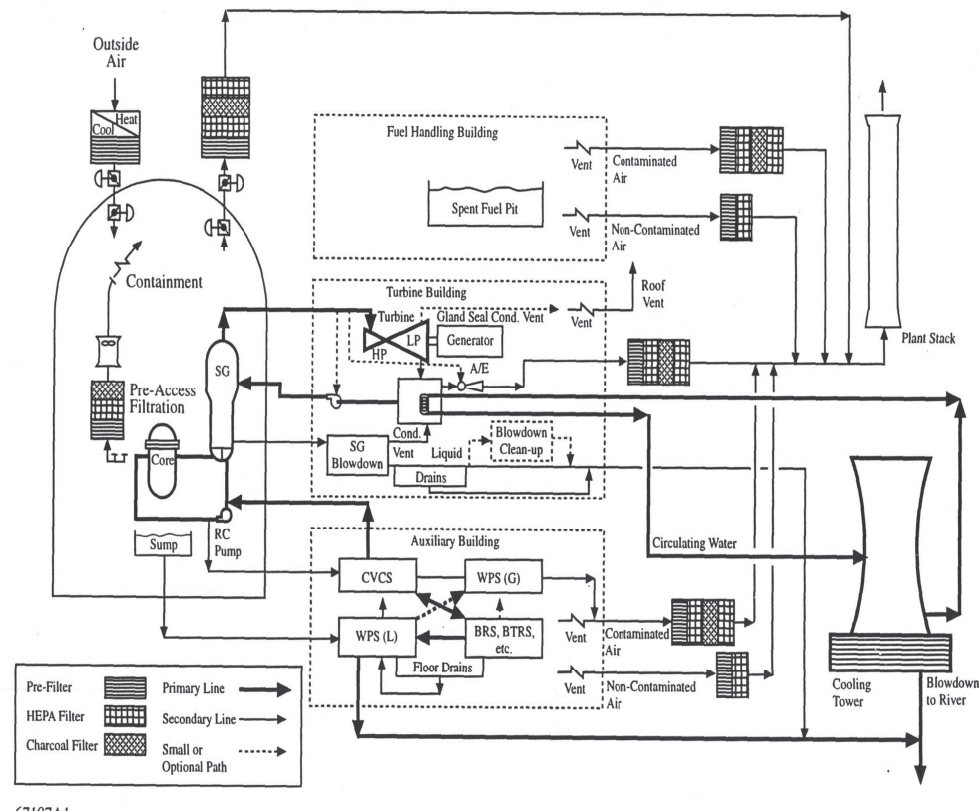 Outside
Air
Cool
Heat
Containment
Pre-Access
Filtration
Core
SG
RC
Pump
Sump
Fuel Handling Building
Spent Fuel Pit
Vent
Contaminated
Air
Vent
Non-Contaminated
Air
Turbine Building
Turbine
Gland Seal Cond. Vent
HP
LP
Generator
A/E
Vent
Roof
Vent
Cond.
Vent
SG
Blowdown
Liquid
Blowdown
Clean-up
Drains
Plant Stack
Circulating Water
Auxiliary Building
CVCS
WPS (G)
WPS (L)
BRS, BTRS,
etc.
Floor Drains
Vent
Contaminated
Air
Vent
Non-Contaminated
Air
Cooling
Tower
Blowdown
to River
Pre-Filter
Primary Line
HEPA Filter
Secondary Line
Charcoal Filter
Small or
Optional Path